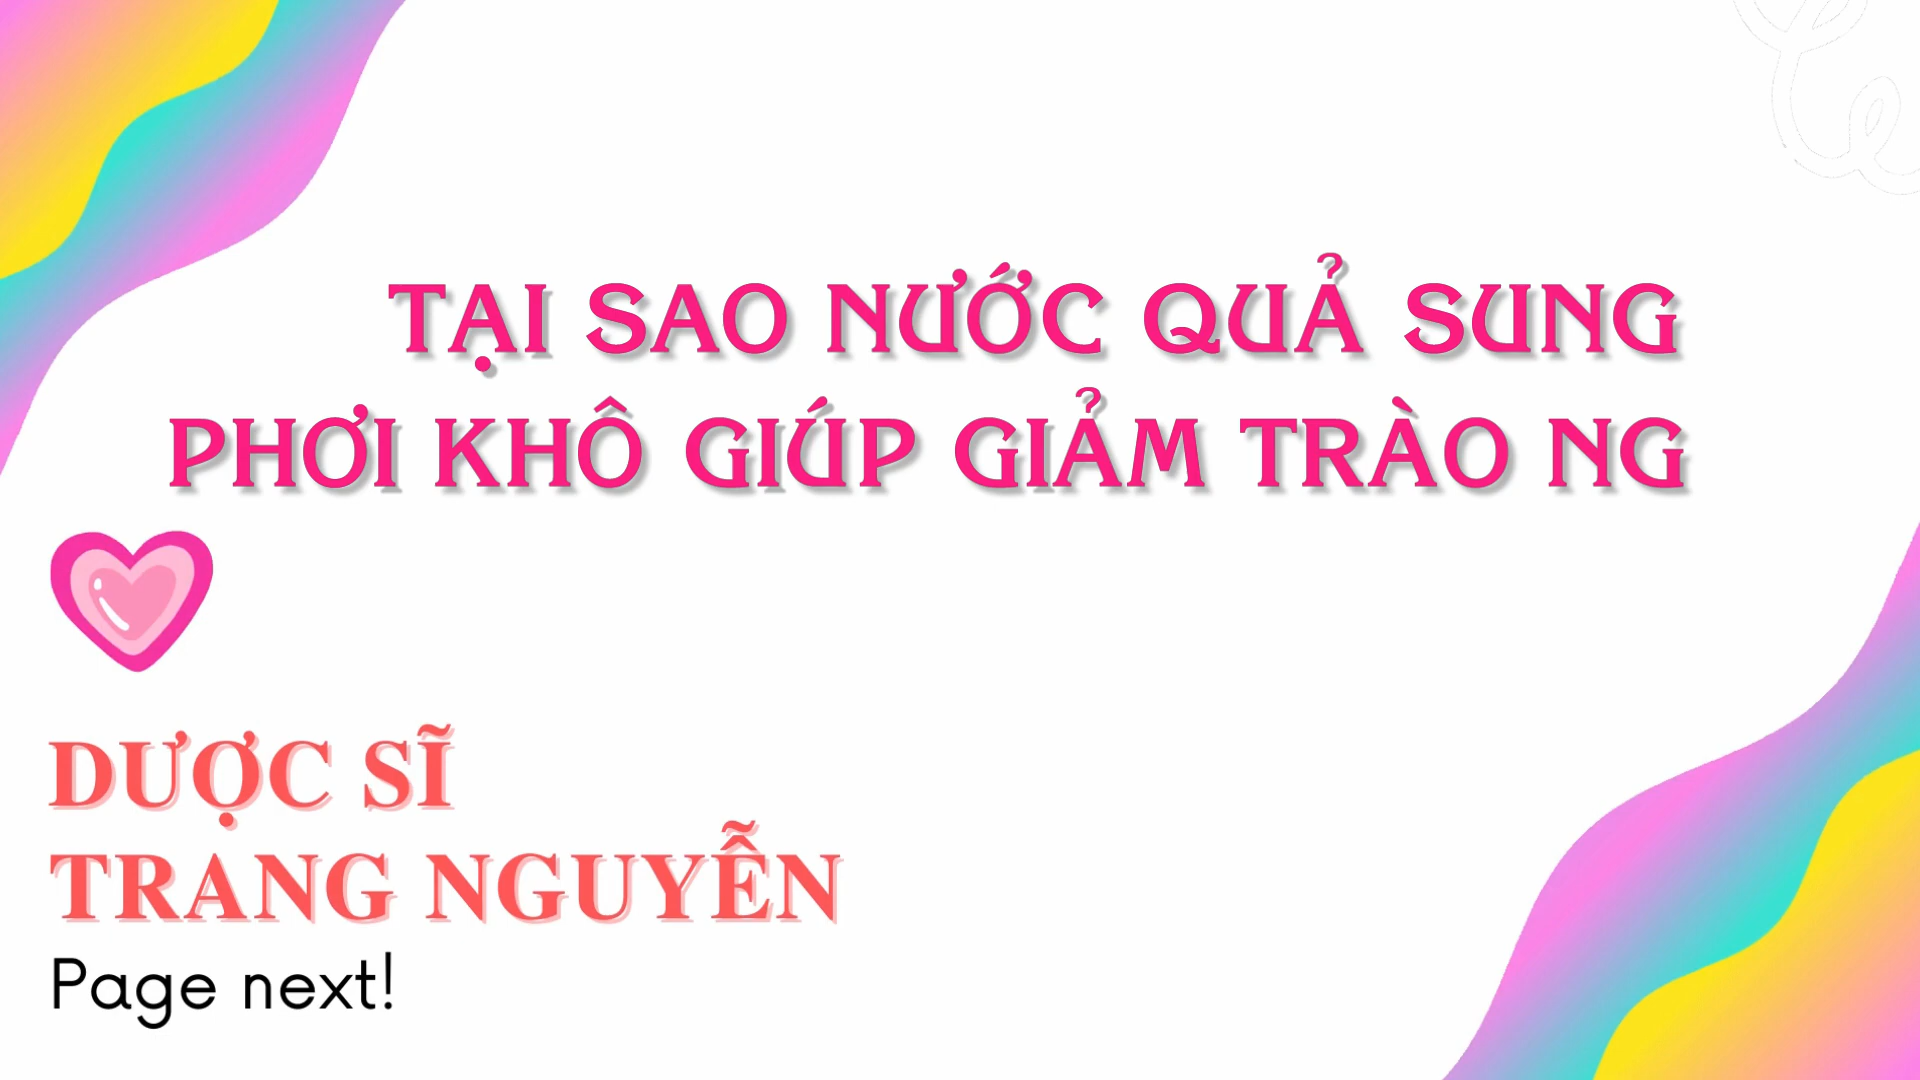 TẠI SAO NƯỚC QUẢ SUNG
PHƠI KHÔ GIÚP GIẢM TRÀO NG
DƯỢC SĨ
TRANG NGUYỄN
Page next!